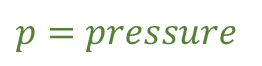 p = pressure